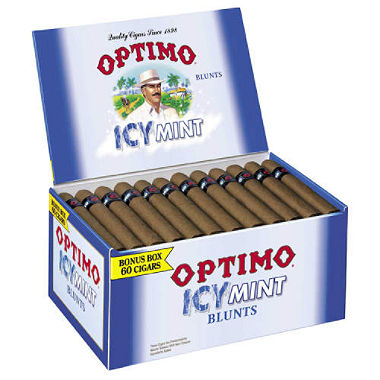 Quality Cigars Since 1898
OPTIMO
BLUNTS
ICY MINT
BONUS BOX
60 CIGARS
OPTIMO
ICY MINT
BLUNTS